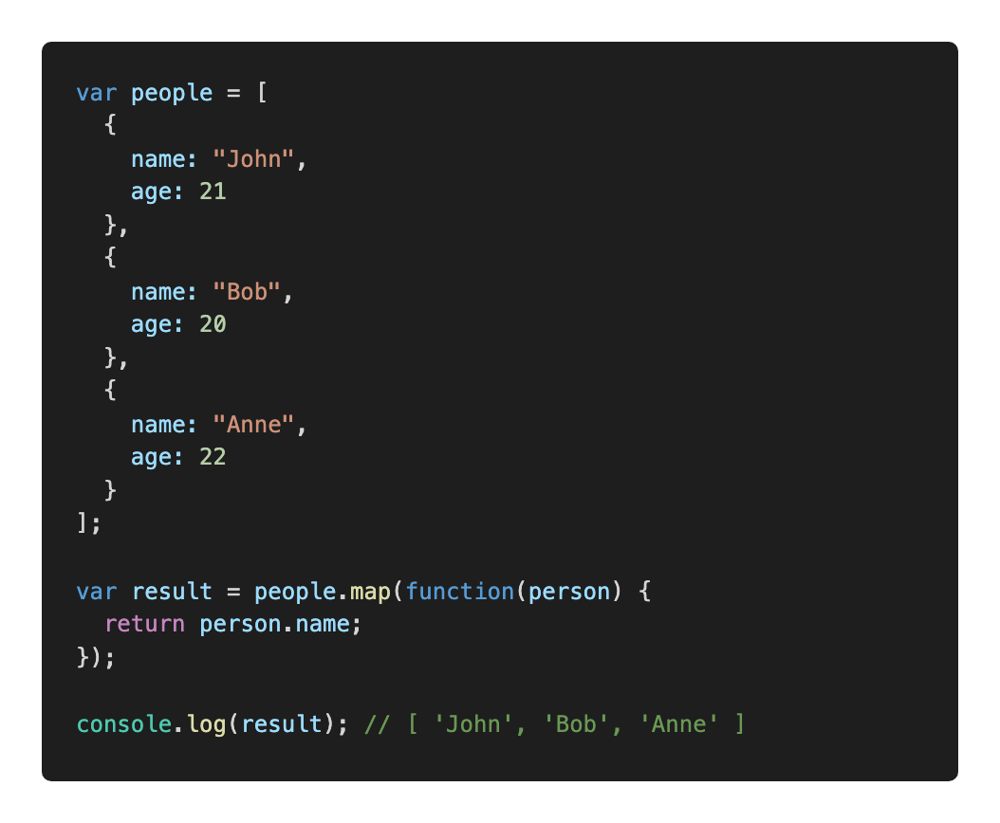 var people = [
  {
    name: "John",
    age: 21
  },
  {
    name: "Bob",
    age: 20
  },
  {
    name: "Anne",
    age: 22
  }
];

var result = people.map(function(person) {
  return person.name;
});

console.log(result); // [ 'John', 'Bob', 'Anne' ]